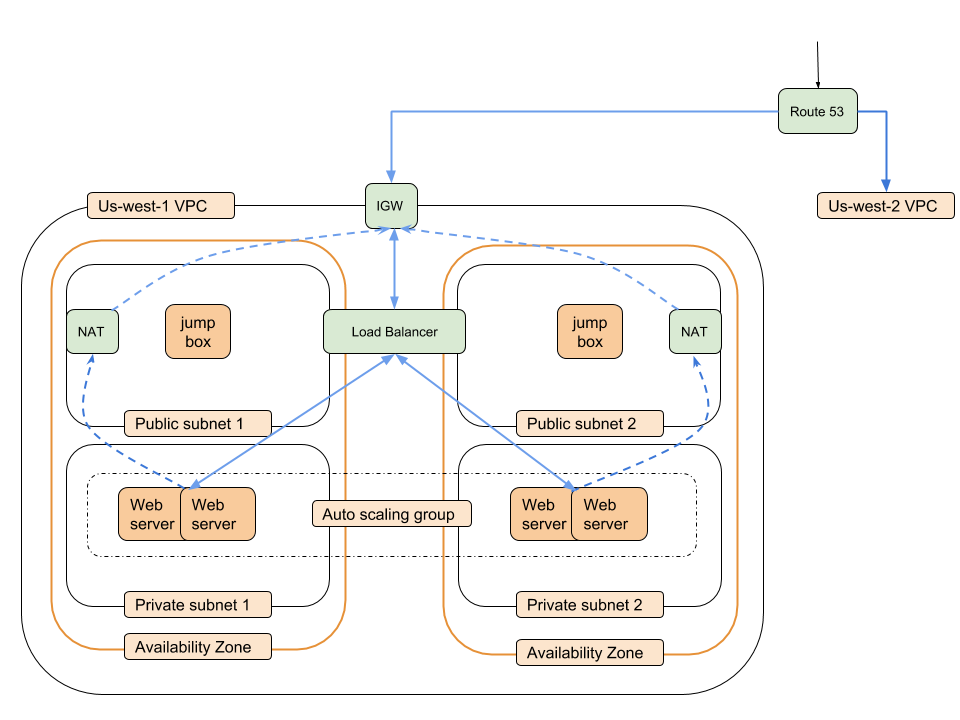 Route 53
Us-west-1 VPC
IGW
Us-west-2 VPC
NAT
jump
box
Load Balancer
jump
box
NAT
Public subnet 1
Public subnet 2
Web
server
Web
server
Auto scaling group
Web
server
Web
server
Private subnet 1
Private subnet 2
Availability Zone
Availability Zone